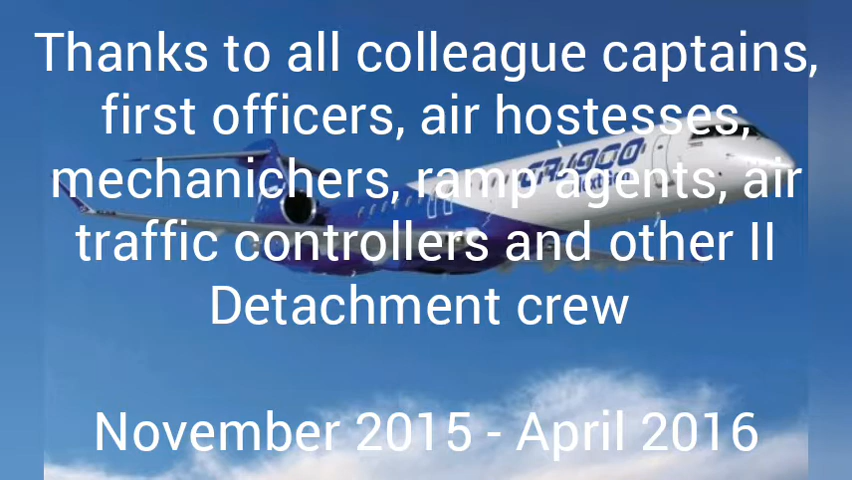 Thanks to all colleague captains,
first officers, air hostesses,
mechanichers, ramp agents, air
traffic controllers and other II
Detachment crew
November 2015 - April 2016
CRJ900